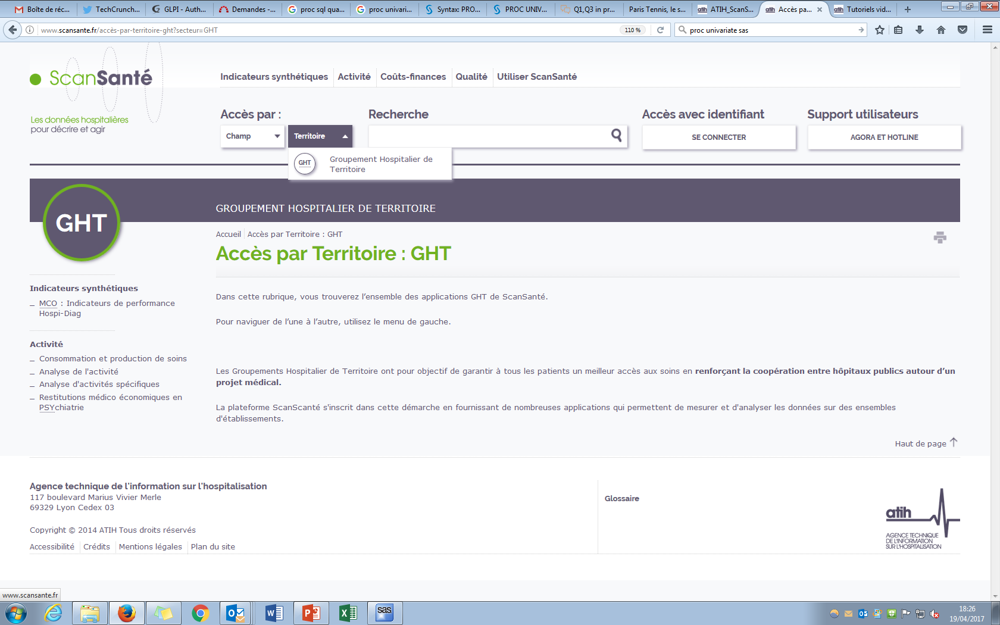 Boîte de réc...
TechCrunch...
GLPI - Auth...
Demandes -...
proc sql qua...
proc univari...
Syntax: PRO...
PROC UNIV...
Q1,Q3 in pr...
Paris Tennis, le s...
ATIH_ScanS...
Accès pa...
Tutoriels vid...
www.scansante.fr/accès-par-territoire-ght?secteur=GHT
110 %
proc univariate sas
ScanSanté
Les données hospitalières
pour décrire et agir
Indicateurs synthétiques
Activité
Coûts-finances
Qualité
Utiliser ScanSanté
Accès par :
Recherche
Accès avec identifiant
Support utilisateurs
Champ
Territoire
SE CONNECTER
AGORA ET HOTLINE
GHT
Groupement Hospitalier de
Territoire
GHT
GROUPEMENT HOSPITALIER DE TERRITOIRE
Accueil
Accès par Territoire : GHT
Accès par Territoire : GHT
Indicateurs synthétiques
MCO : Indicateurs de performance
Hospi-Diag
Activité
Consommation et production de soins
Analyse de l'activité
Analyse d'activités spécifiques
Restitutions médico économiques en
PSYchiatrie
Dans cette rubrique, vous trouverez l’ensemble des applications GHT de ScanSanté.
Pour naviguer de l’une à l’autre, utilisez le menu de gauche.
Les Groupements Hospitalier de Territoire ont pour objectif de garantir à tous les patients un meilleur accès aux soins en renforçant la coopération entre hôpitaux publics autour d’un
projet médical.
La plateforme ScanScanté s'inscrit dans cette démarche en fournissant de nombreuses applications qui permettent de mesurer et d'analyser les données sur des ensembles
d'établissements.
Haut de page
Agence technique de l'information sur l'hospitalisation
117 boulevard Marius Vivier Merle
69329 Lyon Cedex 03
Copyright © 2014 ATIH Tous droits réservés
Accessibilité
Crédits
Mentions légales
Plan du site
Glossaire
atih
AGENCE TECHNIQUE
DE L'INFORMATION
SUR L'HOSPITALISATION
www.scansante.fr
sas
18:26
19/04/2017